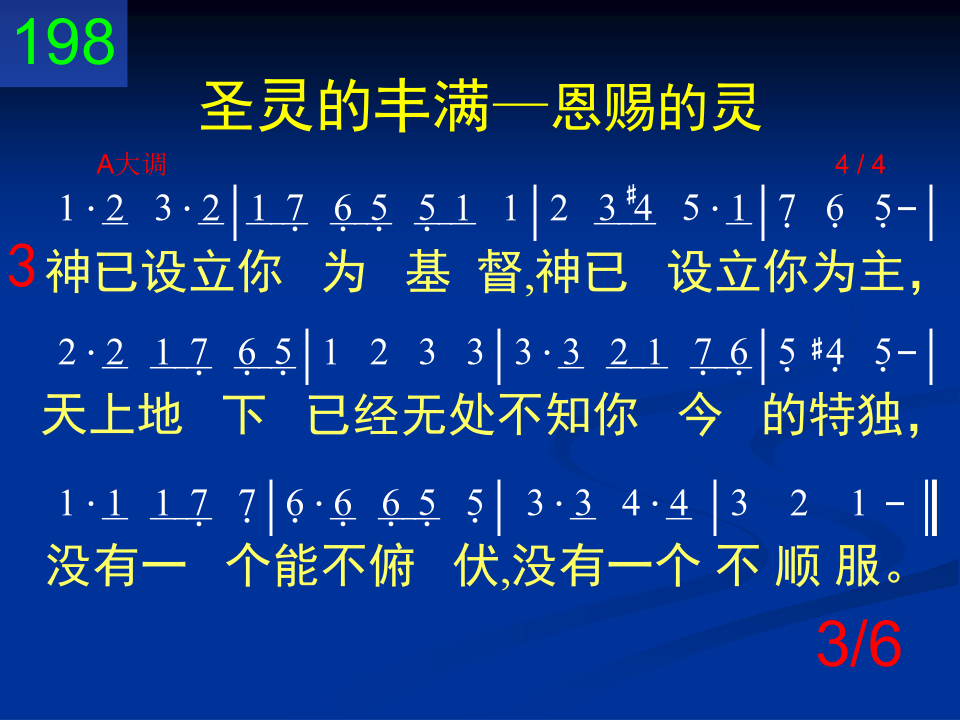 198
圣灵的丰满—恩赐的灵
A大调 4 / 4
1 · 2 3 · 2 | 1 7̣ 6̣ 5̣ 5̣ 1 1 | 2 3 ♯4 5 · 1 | 7̣ 6̣ 5̣ – |
3 神已设立你 为 基 督,神已 设立你为主,
2 · 2 1 7̣ 6̣ 5̣ | 1 2 3 3 | 3 · 3 2 1 7̣ 6̣ | 5̣ ♯4̣ 5̣ – |
天上地 下 已经无处不知你 今 的特独,
1 · 1 1 7̣ 7̣ | 6̣ · 6̣ 6̣ 5̣ 5̣ | 3 · 3 4 · 4 | 3 2 1 – ‖
没有一 个能不俯 伏,没有一个 不 顺 服。
3/6